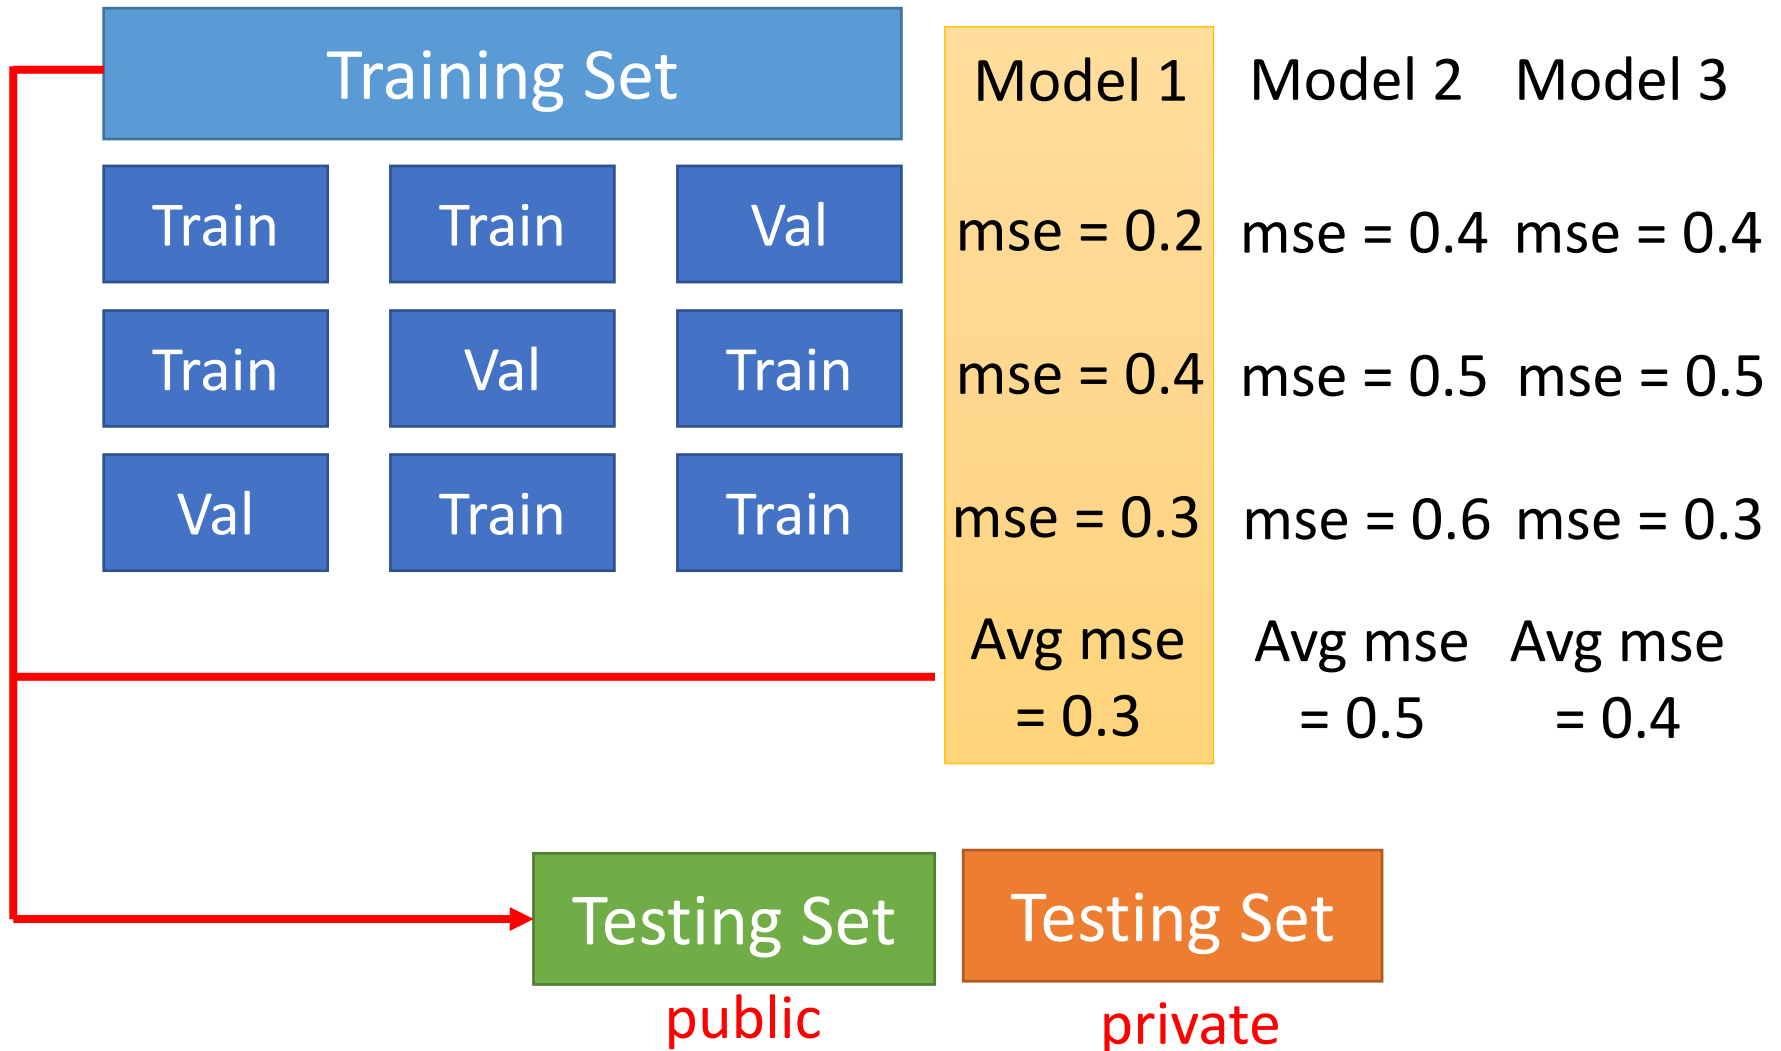 Training Set
Model 1 Model 2 Model 3
Train Train Val mse = 0.2 mse = 0.4 mse = 0.4
Train Val Train mse = 0.4 mse = 0.5 mse = 0.5
Val Train Train mse = 0.3 mse = 0.6 mse = 0.3
Avg mse Avg mse Avg mse
= 0.3 = 0.5 = 0.4
Testing Set Testing Set
public private